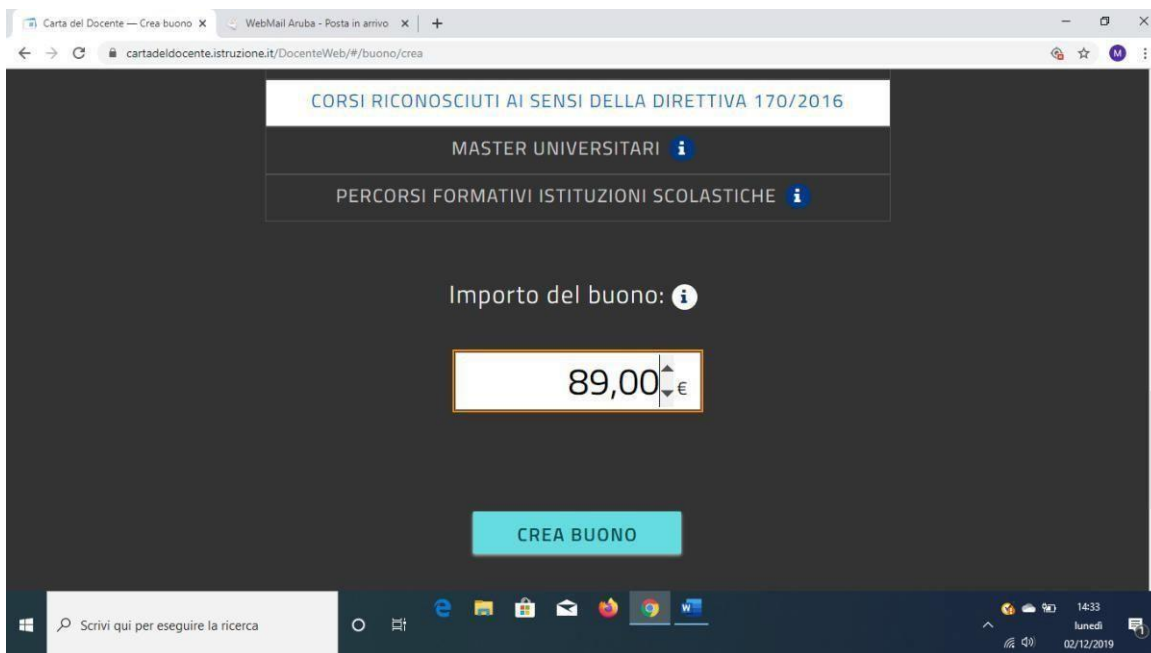 Carta del Docente — Crea buono
WebMail Aruba - Posta in arrivo
cartadeldocente.istruzione.it/DocenteWeb/#/buono/crea
M
CORSI RICONOSCIUTI AI SENSI DELLA DIRETTIVA 170/2016
MASTER UNIVERSITARI i
PERCORSI FORMATIVI ISTITUZIONI SCOLASTICHE i
Importo del buono: i
89,00 €
CREA BUONO
Scrivi qui per eseguire la ricerca
14:33
lunedì
02/12/2019
1